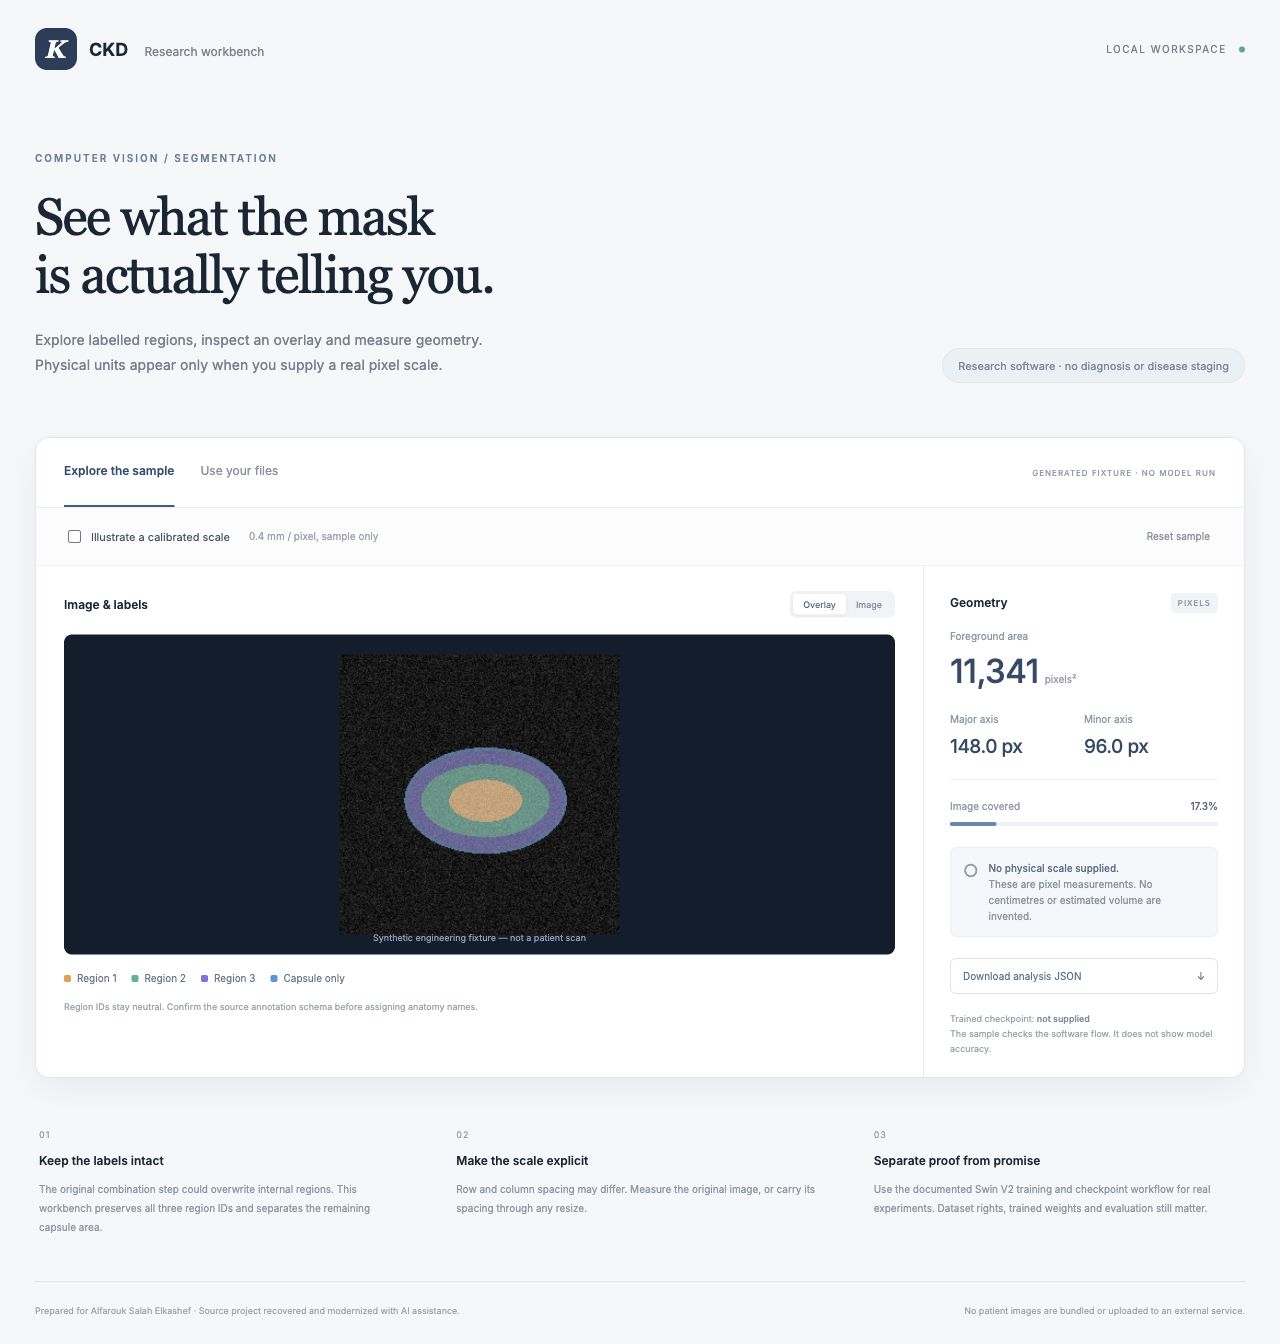 K CKD Research workbench
LOCAL WORKSPACE
COMPUTER VISION / SEGMENTATION
See what the mask
is actually telling you.
Explore labelled regions, inspect an overlay and measure geometry.
Physical units appear only when you supply a real pixel scale.
Research software · no diagnosis or disease staging
Explore the sample Use your files
GENERATED FIXTURE · NO MODEL RUN
Illustrate a calibrated scale 0.4 mm / pixel, sample only
Reset sample
Image & labels
Overlay Image
Synthetic engineering fixture — not a patient scan
Region 1 Region 2 Region 3 Capsule only
Region IDs stay neutral. Confirm the source annotation schema before assigning anatomy names.
Geometry
PIXELS
Foreground area
11,341 pixels²
Major axis Minor axis
148.0 px 96.0 px
Image covered 17.3%
No physical scale supplied.
These are pixel measurements. No
centimetres or estimated volume are
invented.
Download analysis JSON ↓
Trained checkpoint: not supplied
The sample checks the software flow. It does not show model
accuracy.
01
Keep the labels intact
The original combination step could overwrite internal regions. This
workbench preserves all three region IDs and separates the remaining
capsule area.
02
Make the scale explicit
Row and column spacing may differ. Measure the original image, or carry its
spacing through any resize.
03
Separate proof from promise
Use the documented Swin V2 training and checkpoint workflow for real
experiments. Dataset rights, trained weights and evaluation still matter.
Prepared for Alfarouk Salah Elkashef · Source project recovered and modernized with AI assistance.
No patient images are bundled or uploaded to an external service.